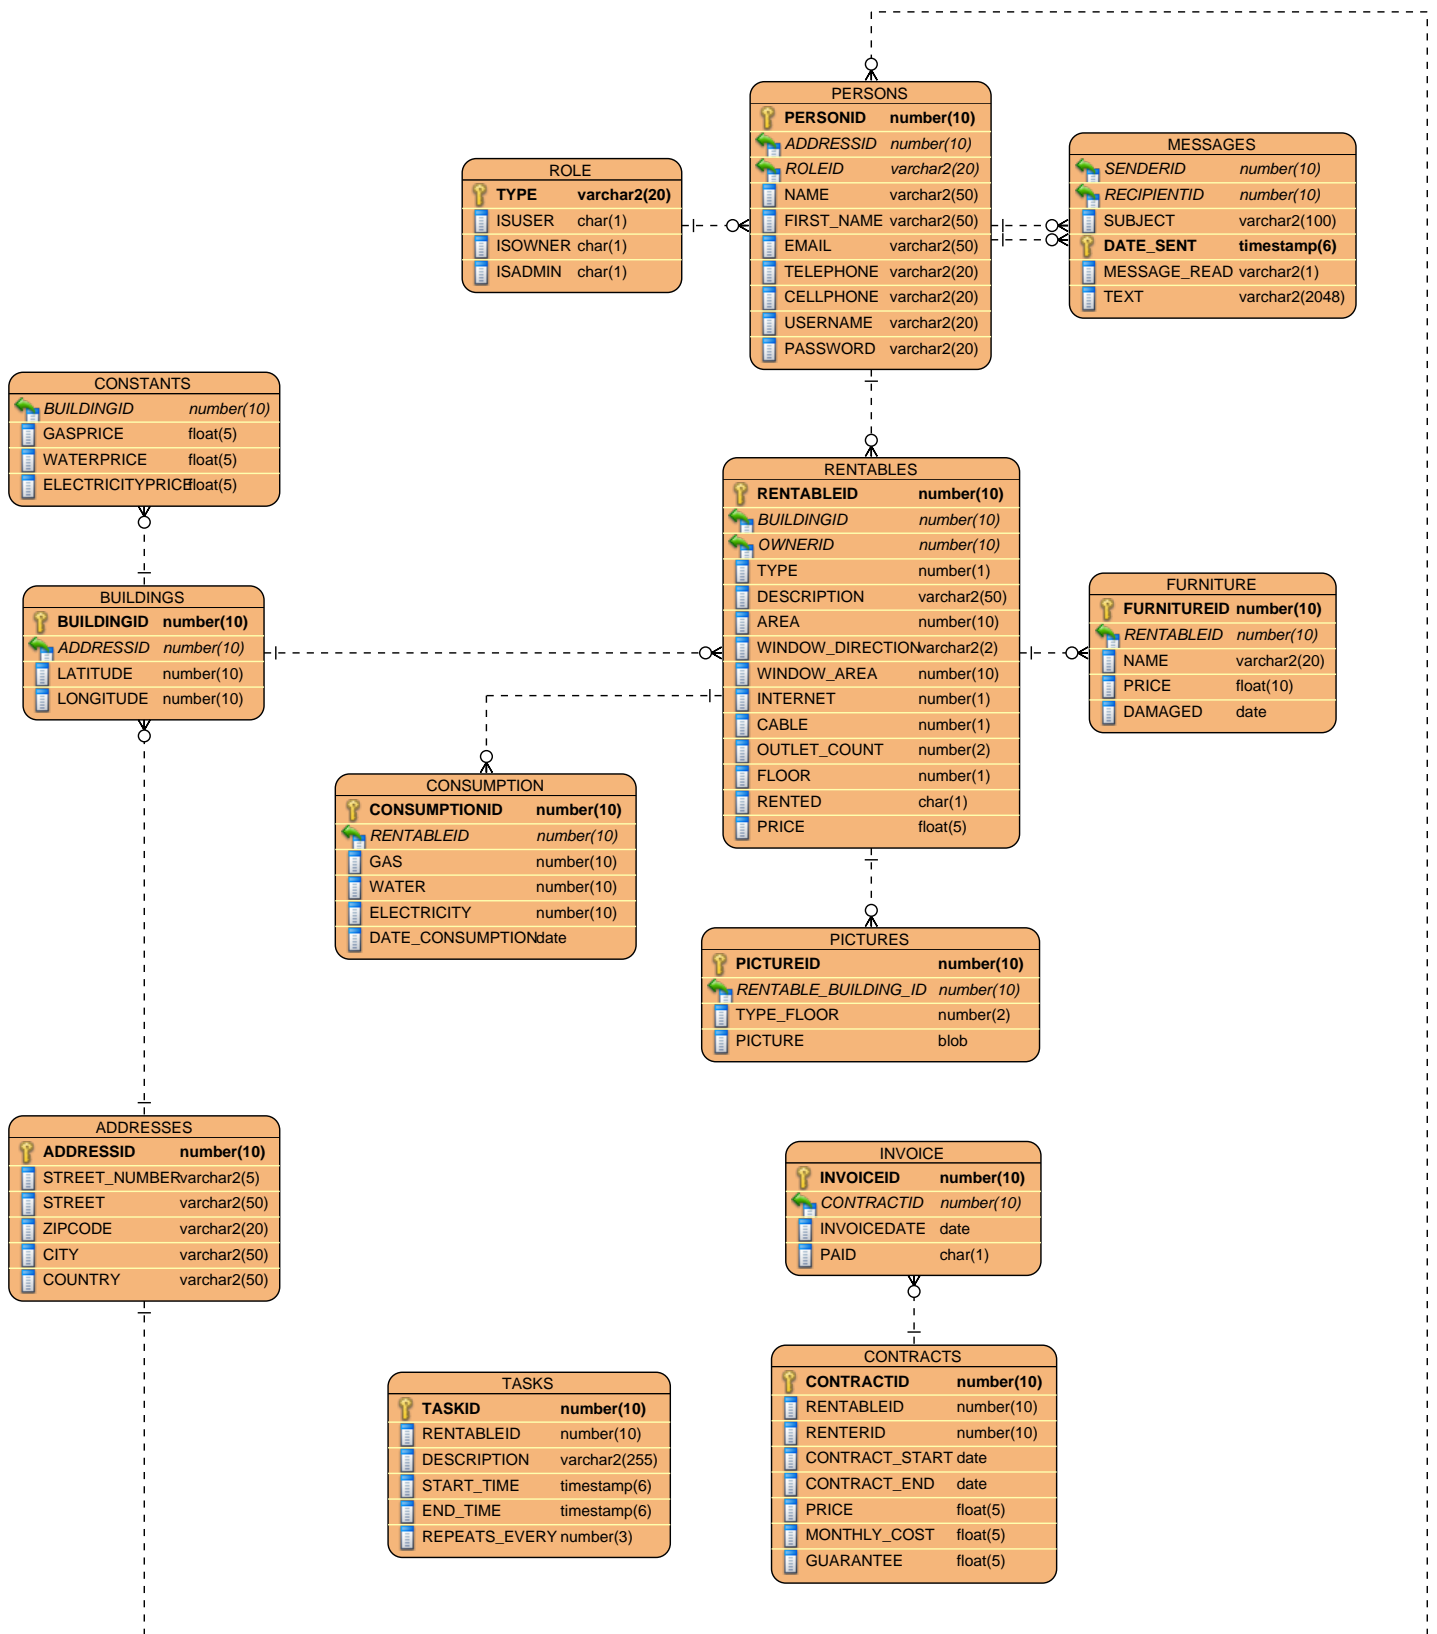 PERSONS
PERSONID number(10)
ADDRESSID number(10)
ROLEID varchar2(20)
NAME varchar2(50)
FIRST_NAME varchar2(50)
EMAIL varchar2(50)
TELEPHONE varchar2(20)
CELLPHONE varchar2(20)
USERNAME varchar2(20)
PASSWORD varchar2(20)
MESSAGES
SENDERID number(10)
RECIPIENTID number(10)
SUBJECT varchar2(100)
DATE_SENT timestamp(6)
MESSAGE_READ varchar2(1)
TEXT varchar2(2048)
ROLE
TYPE varchar2(20)
ISUSER char(1)
ISOWNER char(1)
ISADMIN char(1)
CONSTANTS
BUILDINGID number(10)
GASPRICE float(5)
WATERPRICE float(5)
ELECTRICITYPRICE float(5)
RENTABLES
RENTABLEID number(10)
BUILDINGID number(10)
OWNERID number(10)
TYPE number(1)
DESCRIPTION varchar2(50)
AREA number(10)
WINDOW_DIRECTION varchar2(2)
WINDOW_AREA number(10)
INTERNET number(1)
CABLE number(1)
OUTLET_COUNT number(2)
FLOOR number(1)
RENTED char(1)
PRICE float(5)
BUILDINGS
BUILDINGID number(10)
ADDRESSID number(10)
LATITUDE number(10)
LONGITUDE number(10)
FURNITURE
FURNITUREID number(10)
RENTABLEID number(10)
NAME varchar2(20)
PRICE float(10)
DAMAGED date
CONSUMPTION
CONSUMPTIONID number(10)
RENTABLEID number(10)
GAS number(10)
WATER number(10)
ELECTRICITY number(10)
DATE_CONSUMPTION date
PICTURES
PICTUREID number(10)
RENTABLE_BUILDING_ID number(10)
TYPE_FLOOR number(2)
PICTURE blob
ADDRESSES
ADDRESSID number(10)
STREET_NUMBER varchar2(5)
STREET varchar2(50)
ZIPCODE varchar2(20)
CITY varchar2(50)
COUNTRY varchar2(50)
INVOICE
INVOICEID number(10)
CONTRACTID number(10)
INVOICEDATE date
PAID char(1)
CONTRACTS
CONTRACTID number(10)
RENTABLEID number(10)
RENTERID number(10)
CONTRACT_START date
CONTRACT_END date
PRICE float(5)
MONTHLY_COST float(5)
GUARANTEE float(5)
TASKS
TASKID number(10)
RENTABLEID number(10)
DESCRIPTION varchar2(255)
START_TIME timestamp(6)
END_TIME timestamp(6)
REPEATS_EVERY number(3)